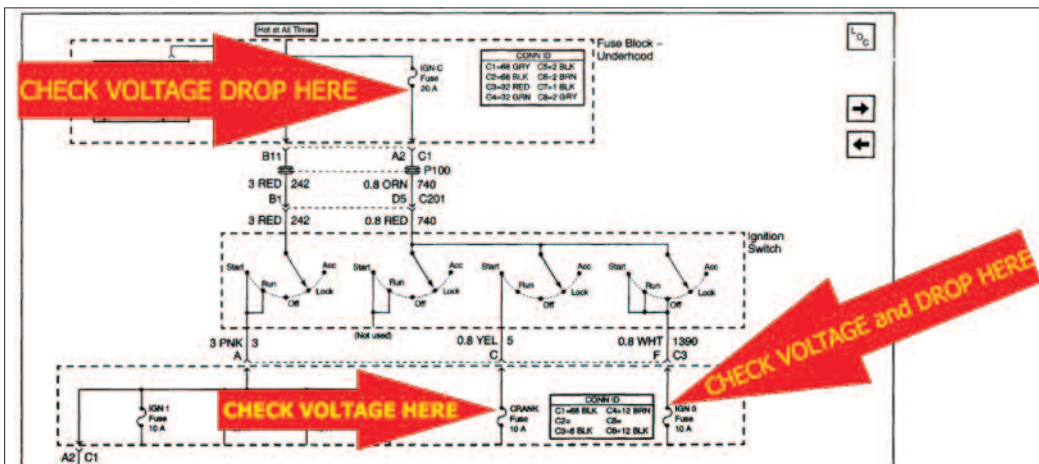 Hot at All Times
LOC
Fuse Block –
Underhood
CHECK VOLTAGE DROP HERE
IGN C
Fuse
20 A
CONN ID
C1=68 GRY C5=2 BLK
C2=68 BLK C6=2 BRN
C3=32 RED C7=1 BLK
C4=32 GRN C8=2 GRY
B11 A2 C1
P100
3 RED 242 0.8 ORN 740
B1 D5 C201
3 RED 242 0.8 RED 740
Ignition
Switch
Start Run Off Lock Acc
Start Run Off Lock Acc
Start Run Off Lock Acc
Start Run Off Lock Acc
(Not used)
3 PNK 3 0.8 YEL 5 0.8 WHT 1390
A C F C3
CHECK VOLTAGE and DROP HERE
IGN 1
Fuse
10 A
CHECK VOLTAGE HERE
CRANK
Fuse
10 A
CONN ID
C1=68 BLK C4=12 BRN
C2= C5=
C3=6 BLK C6=12 BLK
IGN 0
Fuse
10 A
A2 C1